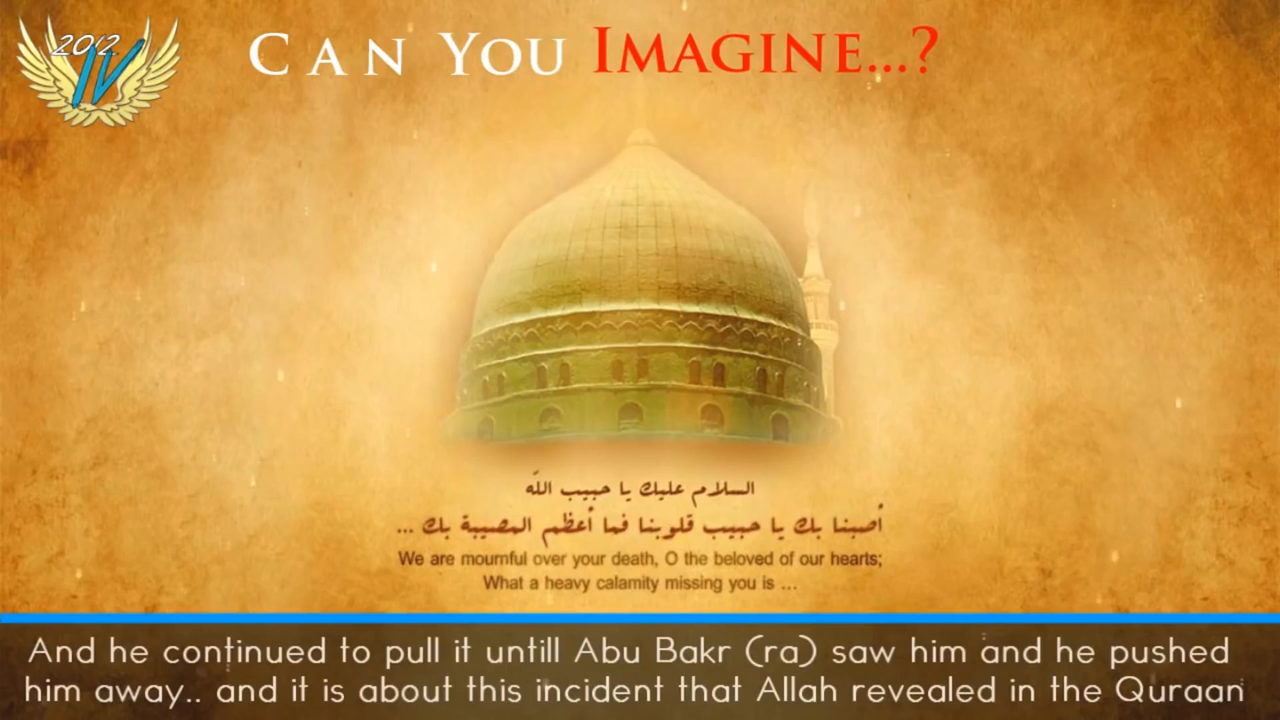 2012
IV
CAN YOU IMAGINE...?
السلام عليك يا حبيب الله
أصبنا بك يا حبيب قلوبنا فما أعظم المصيبة بك ...
We are mournful over your death, O the beloved of our hearts;
What a heavy calamity missing you is ...
And he continued to pull it untill Abu Bakr (ra) saw him and he pushed
him away.. and it is about this incident that Allah revealed in the Quraan